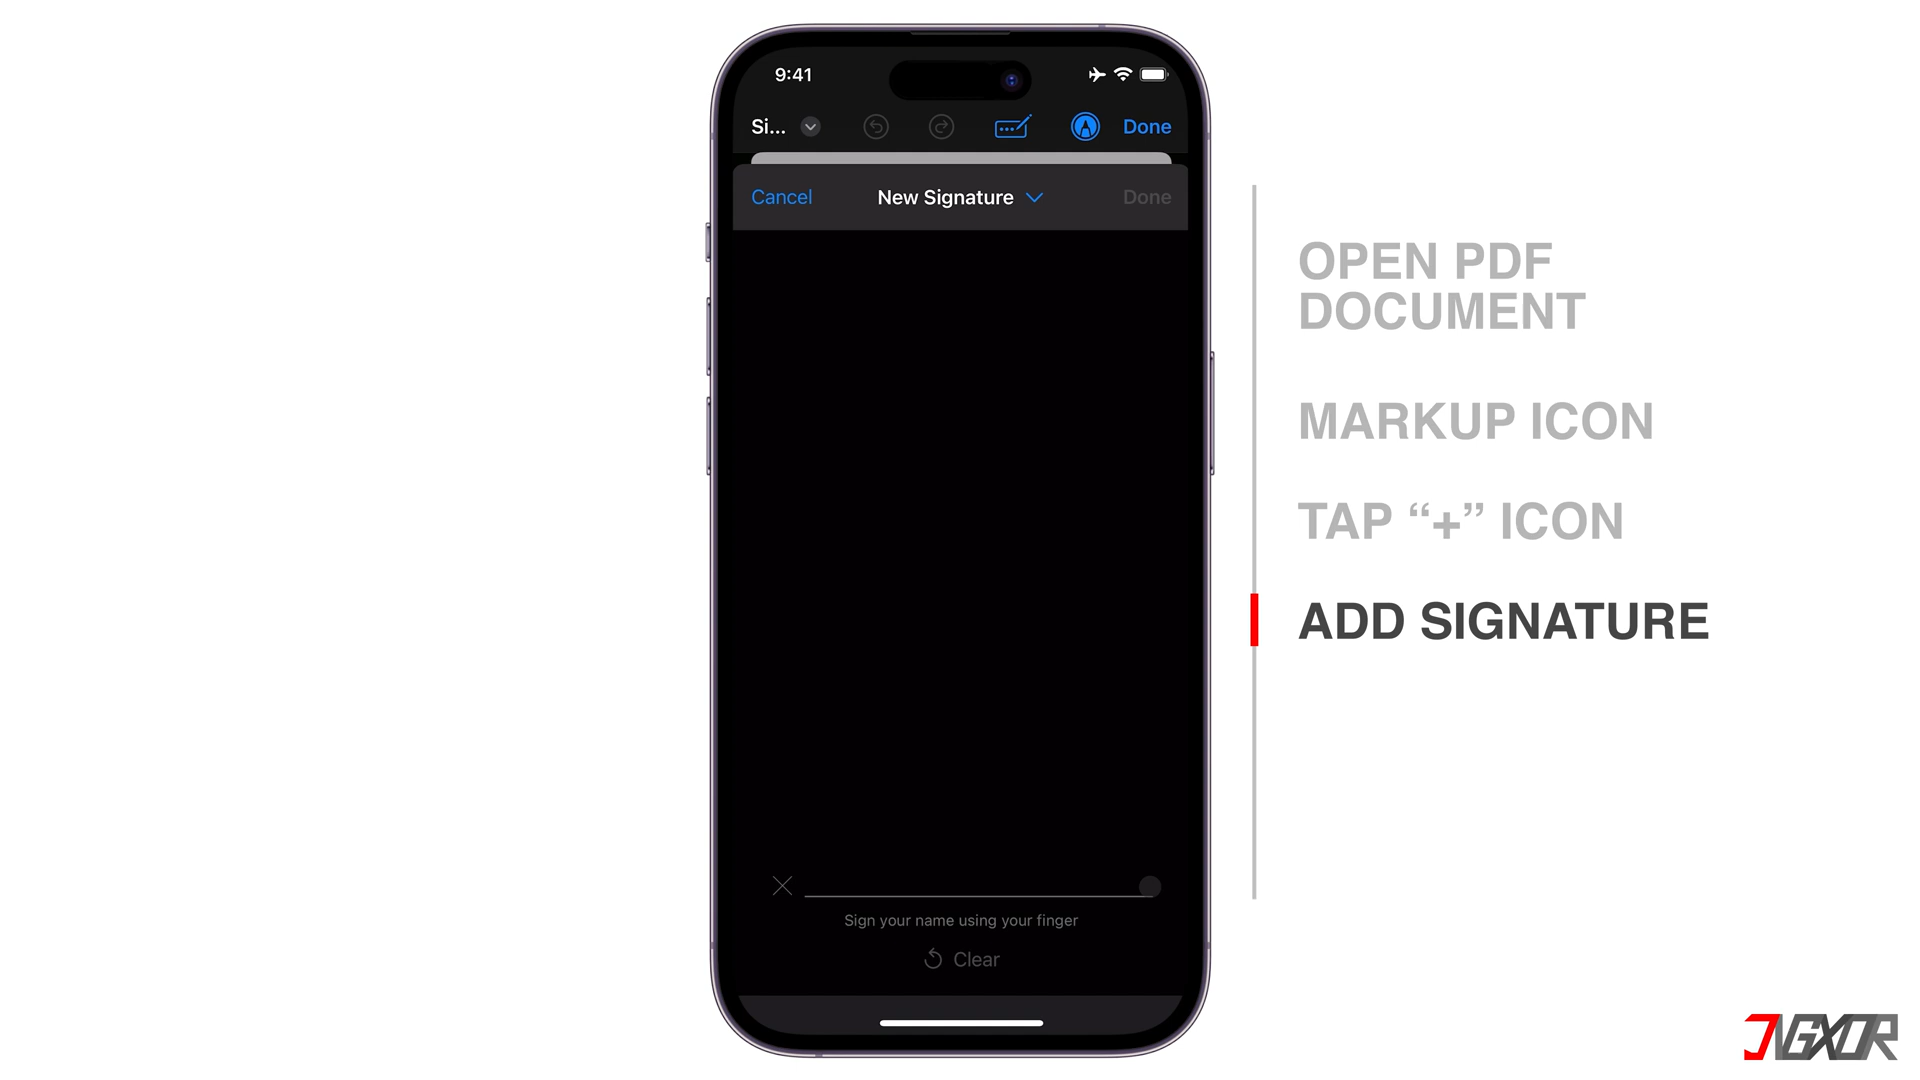 9:41
Si...
Done
Cancel
New Signature
Done
Sign your name using your finger
Clear
OPEN PDF
DOCUMENT
MARKUP ICON
TAP “+” ICON
ADD SIGNATURE
JVGXOR